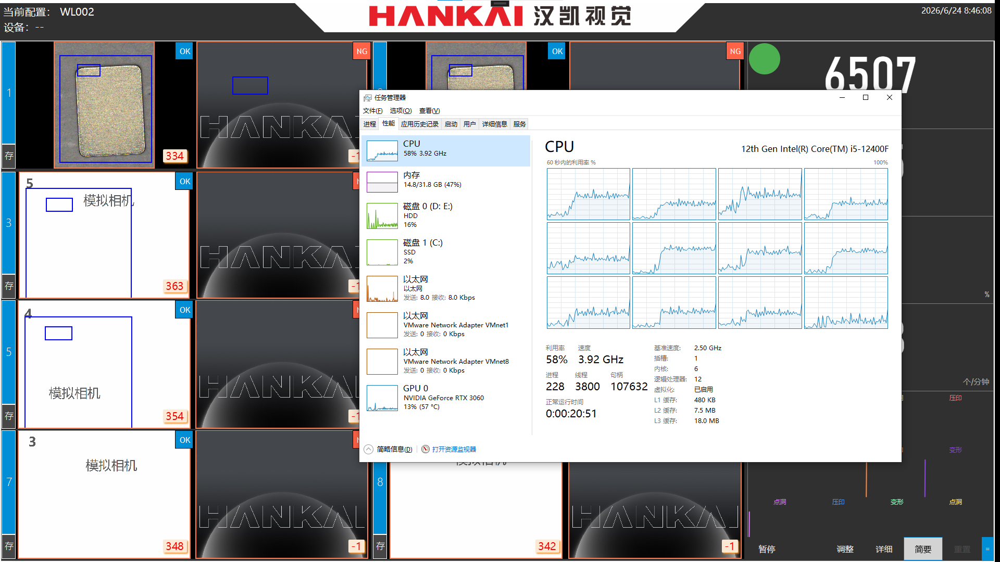 当前配置： WL002
设备：--
HANKAI 汉凯视觉
2026/6/24 8:46:08
1
OK
NG
OK
NG
6507
存
334
HANKAI
任务管理器
文件(F) 选项(O) 查看(V)
进程 性能 应用历史记录 启动 用户 详细信息 服务
CPU
58% 3.92 GHz
内存
14.8/31.8 GB (47%)
磁盘 0 (D: E:)
HDD
16%
磁盘 1 (C:)
SSD
2%
以太网
以太网
发送: 8.0 接收: 8.0 Kbps
以太网
VMware Network Adapter VMnet1
发送: 0 接收: 0 Kbps
以太网
VMware Network Adapter VMnet8
发送: 0 接收: 0 Kbps
GPU 0
NVIDIA GeForce RTX 3060
13% (57 °C)
CPU
12th Gen Intel(R) Core(TM) i5-12400F
60 秒内的利用率 %
100%
利用率 速度
58% 3.92 GHz
进程 线程 句柄
228 3800 107632
正常运行时间
0:00:20:51
基准速度: 2.50 GHz
插槽: 1
内核: 6
逻辑处理器: 12
虚拟化: 已启用
L1 缓存: 480 KB
L2 缓存: 7.5 MB
L3 缓存: 18.0 MB
简略信息(D)
打开资源监视器
3
5
模拟相机
OK
存
363
HANKAI
5
4
OK
模拟相机
存
354
HANKAI
7
3
OK
模拟相机
存
348
HANKAI
-1
8
存
342
HANKAI
-1
%
个/分钟
压印
变形
点洞 压印 变形 点洞
暂停 调整 详细 简要 重置 =